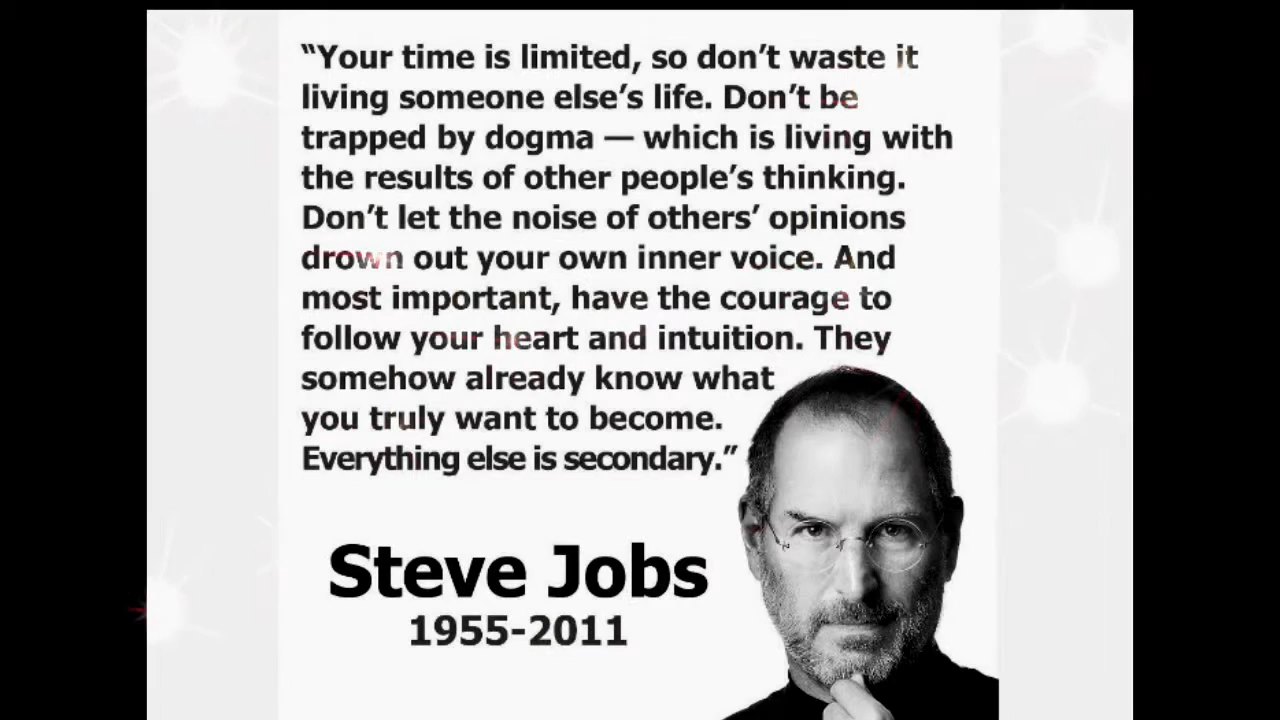 “Your time is limited, so don’t waste it
living someone else’s life. Don’t be
trapped by dogma — which is living with
the results of other people’s thinking.
Don’t let the noise of others’ opinions
drown out your own inner voice. And
most important, have the courage to
follow your heart and intuition. They
somehow already know what
you truly want to become.
Everything else is secondary.”
Steve Jobs
1955-2011